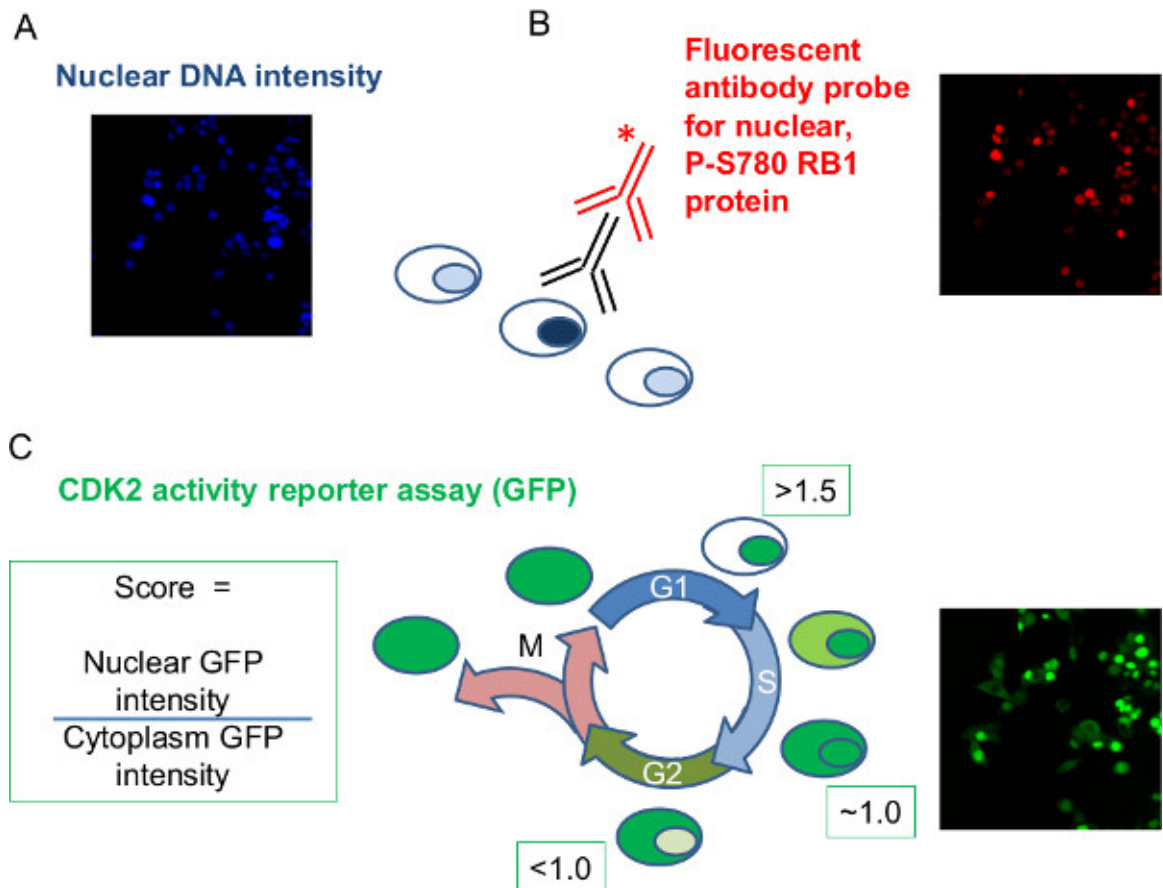 A
Nuclear DNA intensity
B
Fluorescent
antibody probe
for nuclear,
P-S780 RB1
protein
*
C
CDK2 activity reporter assay (GFP)
Score =
Nuclear GFP
intensity
Cytoplasm GFP
intensity
>1.5
G1
M
S
G2
~1.0
<1.0